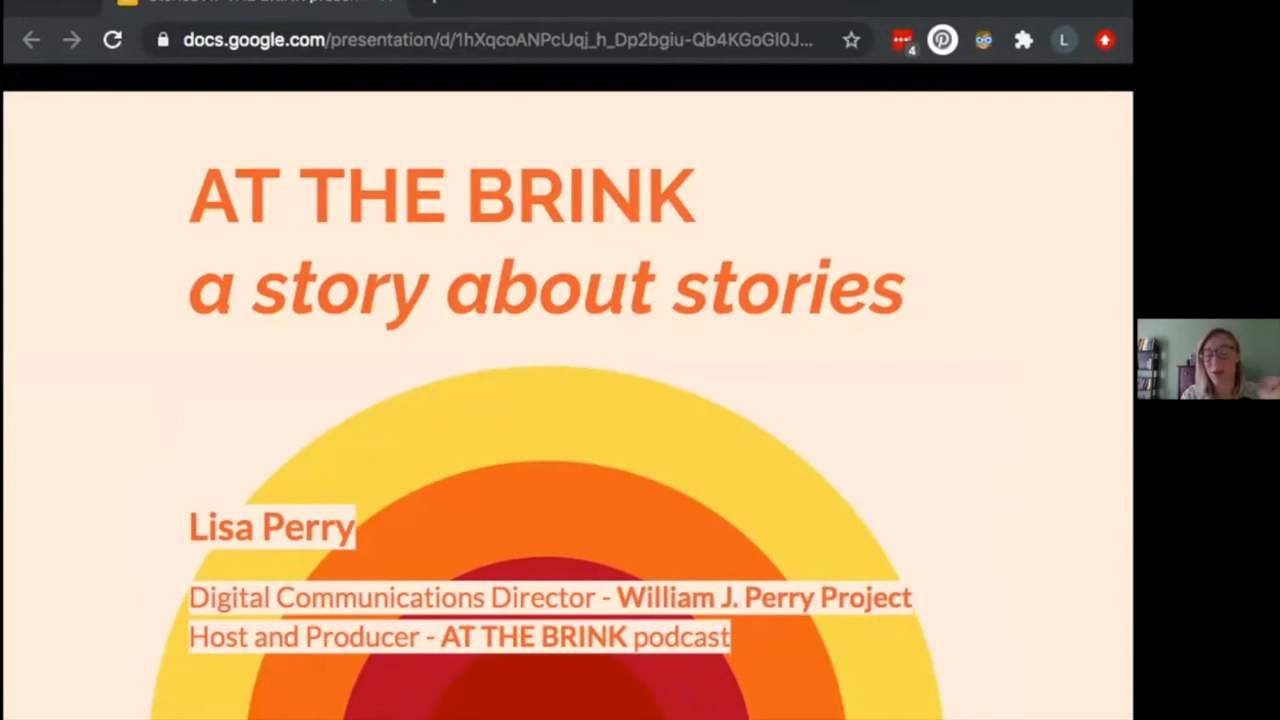 docs.google.com/presentation/d/1hXqcoANPcUqj_h_Dp2bgiu-Qb4KGoGl0J...
4
L
AT THE BRINK
a story about stories
Lisa Perry
Digital Communications Director - William J. Perry Project
Host and Producer - AT THE BRINK podcast